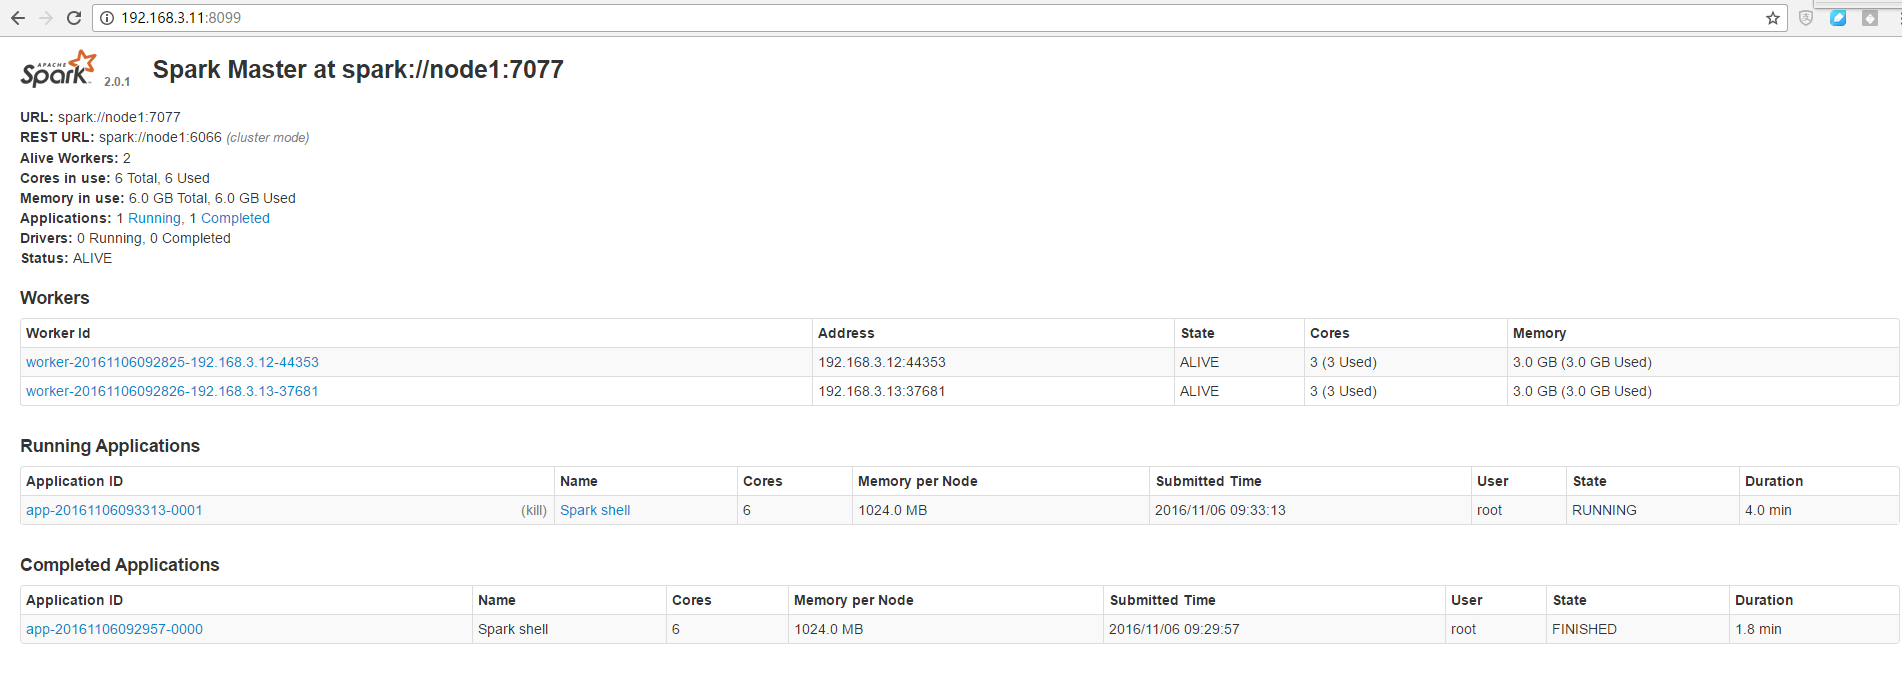 192.168.3.11:8099
APACHE
Spark 2.0.1 Spark Master at spark://node1:7077
URL: spark://node1:7077
REST URL: spark://node1:6066 (cluster mode)
Alive Workers: 2
Cores in use: 6 Total, 6 Used
Memory in use: 6.0 GB Total, 6.0 GB Used
Applications: 1 Running, 1 Completed
Drivers: 0 Running, 0 Completed
Status: ALIVE
Workers
Worker Id Address State Cores Memory
worker-20161106092825-192.168.3.12-44353 192.168.3.12:44353 ALIVE 3 (3 Used) 3.0 GB (3.0 GB Used)
worker-20161106092826-192.168.3.13-37681 192.168.3.13:37681 ALIVE 3 (3 Used) 3.0 GB (3.0 GB Used)
Running Applications
Application ID Name Cores Memory per Node Submitted Time User State Duration
app-20161106093313-0001 (kill) Spark shell 6 1024.0 MB 2016/11/06 09:33:13 root RUNNING 4.0 min
Completed Applications
Application ID Name Cores Memory per Node Submitted Time User State Duration
app-20161106092957-0000 Spark shell 6 1024.0 MB 2016/11/06 09:29:57 root FINISHED 1.8 min